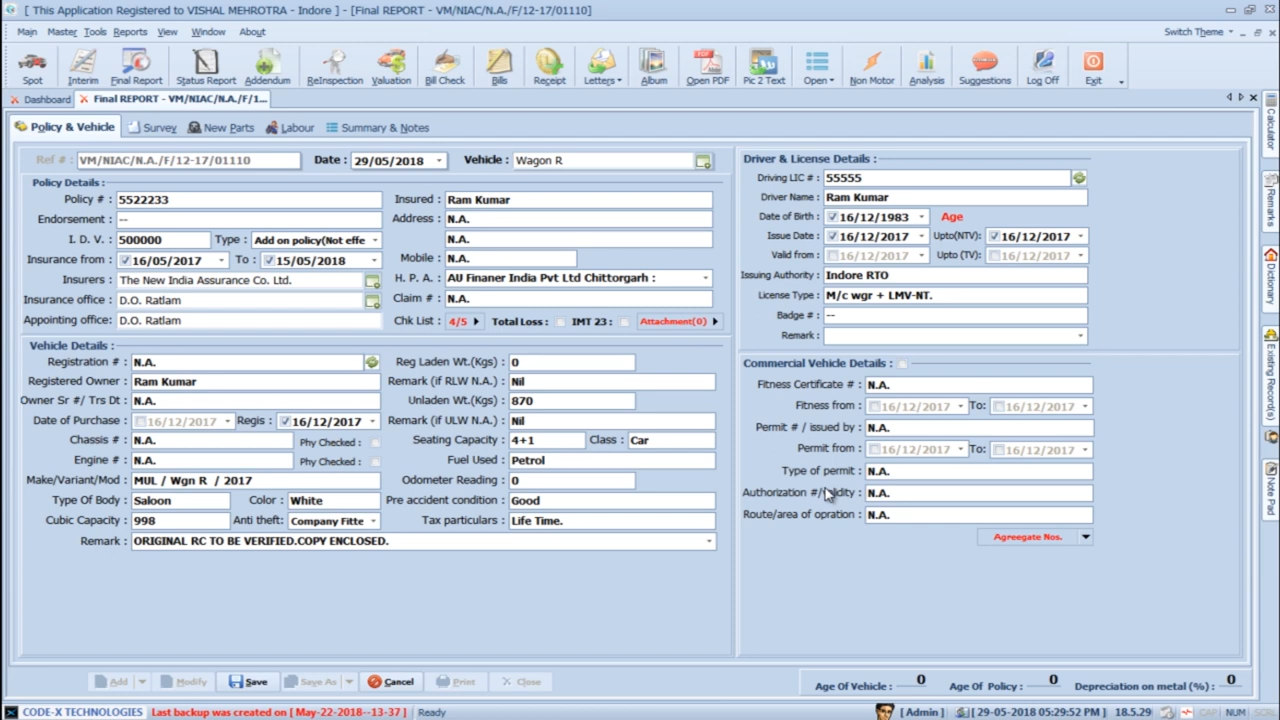 [ This Application Registered to VISHAL MEHROTRA - Indore ] - [Final REPORT - VM/NIAC/N.A./F/12-17/01110]
Main Master Tools Reports View Window About Switch Theme
Spot Interim Final Report Status Report Addendum ReInspection Valuation Bill Check Bills Receipt Letters Album Open PDF Pic 2 Text Open Non Motor Analysis Suggestions Log Off Exit
Dashboard Final REPORT - VM/NIAC/N.A./F/1...
Policy & Vehicle Survey New Parts Labour Summary & Notes
Ref # : VM/NIAC/N.A./F/12-17/01110 Date : 29/05/2018 Vehicle : Wagon R
Policy Details :
Policy # : 5522233 Insured : Ram Kumar
Endorsement : -- Address : N.A.
I. D. V. : 500000 Type : Add on policy(Not effe N.A.
Insurance from : 16/05/2017 To : 15/05/2018 Mobile : N.A.
Insurers : The New India Assurance Co. Ltd. H. P. A. : AU Finaner India Pvt Ltd Chittorgarh :
Insurance office : D.O. Ratlam Claim # : N.A.
Appointing office: D.O. Ratlam Chk List : 4/5 Total Loss : IMT 23 : Attachment(0)
Vehicle Details :
Registration # : N.A. Reg Laden Wt.(Kgs) : 0
Registered Owner : Ram Kumar Remark (if RLW N.A.) : Nil
Owner Sr #/ Trs Dt : N.A. Unladen Wt.(Kgs) : 870
Date of Purchase : 16/12/2017 Regis : 16/12/2017 Remark (if ULW N.A.) : Nil
Chassis # : N.A. Phy Checked : Seating Capacity : 4+1 Class : Car
Engine # : N.A. Phy Checked : Fuel Used : Petrol
Make/Variant/Mod : MUL / Wgn R / 2017 Odometer Reading : 0
Type Of Body : Saloon Color : White Pre accident condition : Good
Cubic Capacity : 998 Anti theft: Company Fitte Tax particulars : Life Time.
Remark : ORIGINAL RC TO BE VERIFIED.COPY ENCLOSED.
Driver & License Details :
Driving LIC # : 55555
Driver Name : Ram Kumar
Date of Birth : 16/12/1983 Age
Issue Date : 16/12/2017 Upto(NTV): 16/12/2017
Valid from : 16/12/2017 Upto (TV): 16/12/2017
Issuing Authority : Indore RTO
License Type : M/c wgr + LMV-NT.
Badge # : --
Remark :
Commercial Vehicle Details :
Fitness Certificate # : N.A.
Fitness from : 16/12/2017 To: 16/12/2017
Permit # / issued by : N.A.
Permit from : 16/12/2017 To: 16/12/2017
Type of permit : N.A.
Authorization #/validity : N.A.
Route/area of opration : N.A.
Agreegate Nos.
Calculator
Remarks
Dictionary
Existing Record(s)
Note Pad
Add Modify Save Save As Cancel Print Close
Age Of Vehicle : 0 Age Of Policy : 0 Depreciation on metal (%) : 0
CODE-X TECHNOLOGIES Last backup was created on [ May-22-2018--13-37 ] Ready [ Admin ] [29-05-2018 05:29:52 PM ] 18.5.29 CAP NUM SCRL